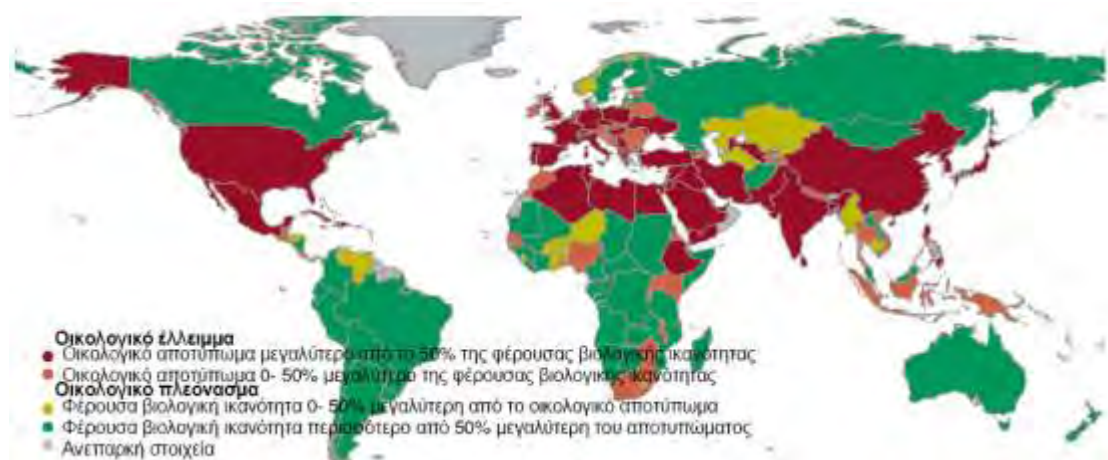 Οικολογικό έλλειμμα
Οικολογικό αποτύπωμα μεγαλύτερο από το 50% της φέρουσας βιολογικής ικανότητας
Οικολογικό αποτύπωμα 0- 50% μεγαλύτερο της φέρουσας βιολογικής ικανότητας
Οικολογικό πλεόνασμα
Φέρουσα βιολογική ικανότητα 0- 50% μεγαλύτερη από το οικολογικό αποτύπωμα
Φέρουσα βιολογική ικανότητα περισσότερο από 50% μεγαλύτερη του αποτυπώματος
Ανεπαρκή στοιχεία